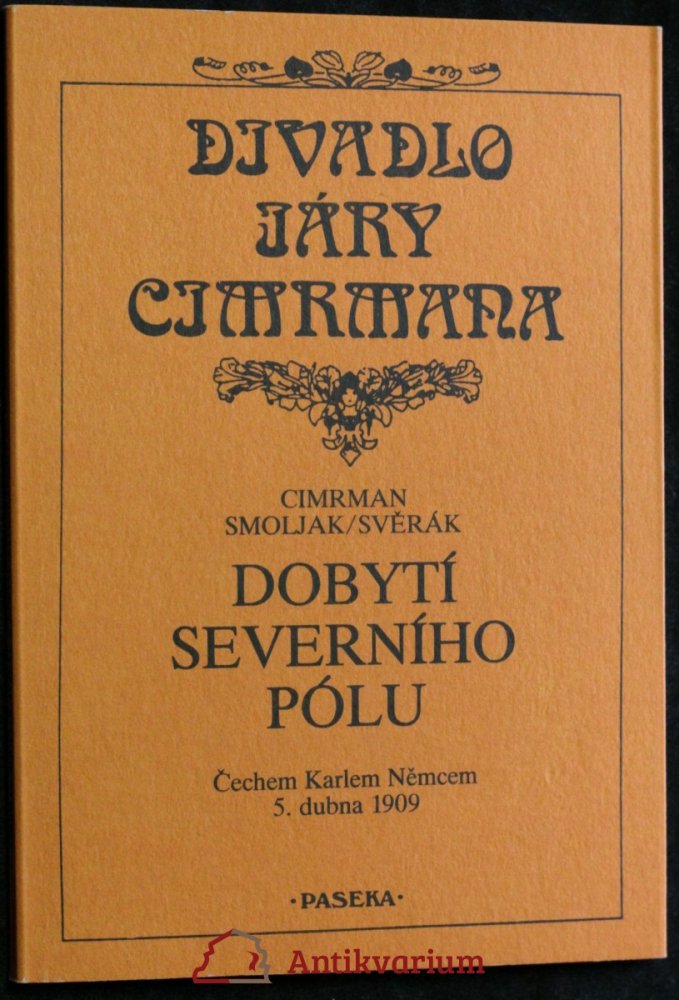 DIVADLO
JÁRY
CIMRMANA
CIMRMAN
SMOLJAK/SVĚRÁK
DOBYTÍ
SEVERNÍHO
PÓLU
Čechem Karlem Němcem
5. dubna 1909
·PASEKA·
Antikvarium